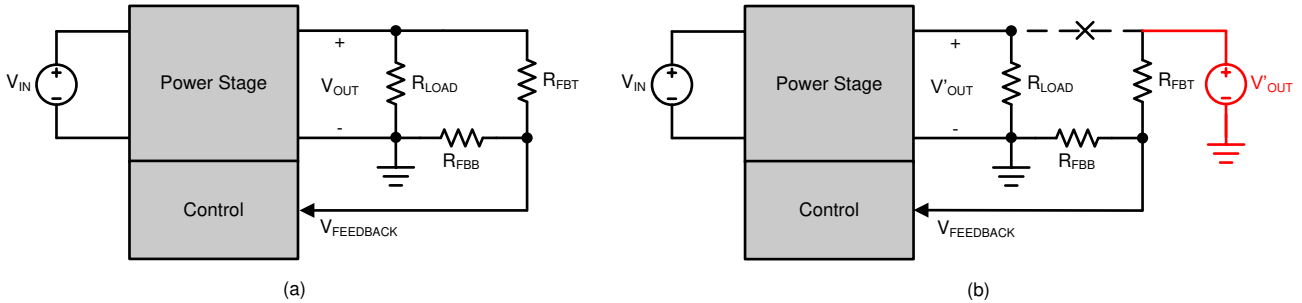 +
V_IN
+
-
Power Stage
V_OUT
R_LOAD
R_FBT
-
R_FBB
Control
V_FEEDBACK
(a)
+
V_IN
+
-
Power Stage
V'_OUT
R_LOAD
R_FBT
+
-
V'_OUT
-
R_FBB
Control
V_FEEDBACK
(b)